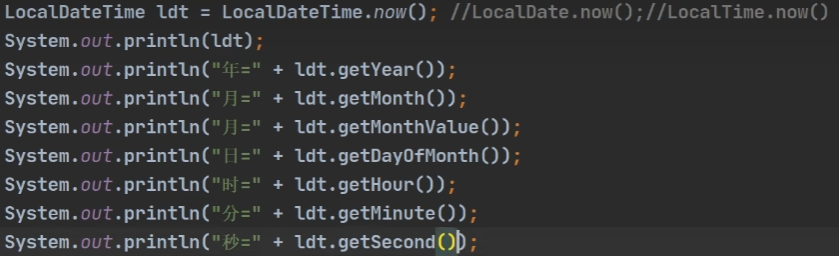 LocalDateTime ldt = LocalDateTime.now(); //LocalDate.now();//LocalTime.now()
System.out.println(ldt);
System.out.println("年=" + ldt.getYear());
System.out.println("月=" + ldt.getMonth());
System.out.println("月=" + ldt.getMonthValue());
System.out.println("日=" + ldt.getDayOfMonth());
System.out.println("时=" + ldt.getHour());
System.out.println("分=" + ldt.getMinute());
System.out.println("秒=" + ldt.getSecond());